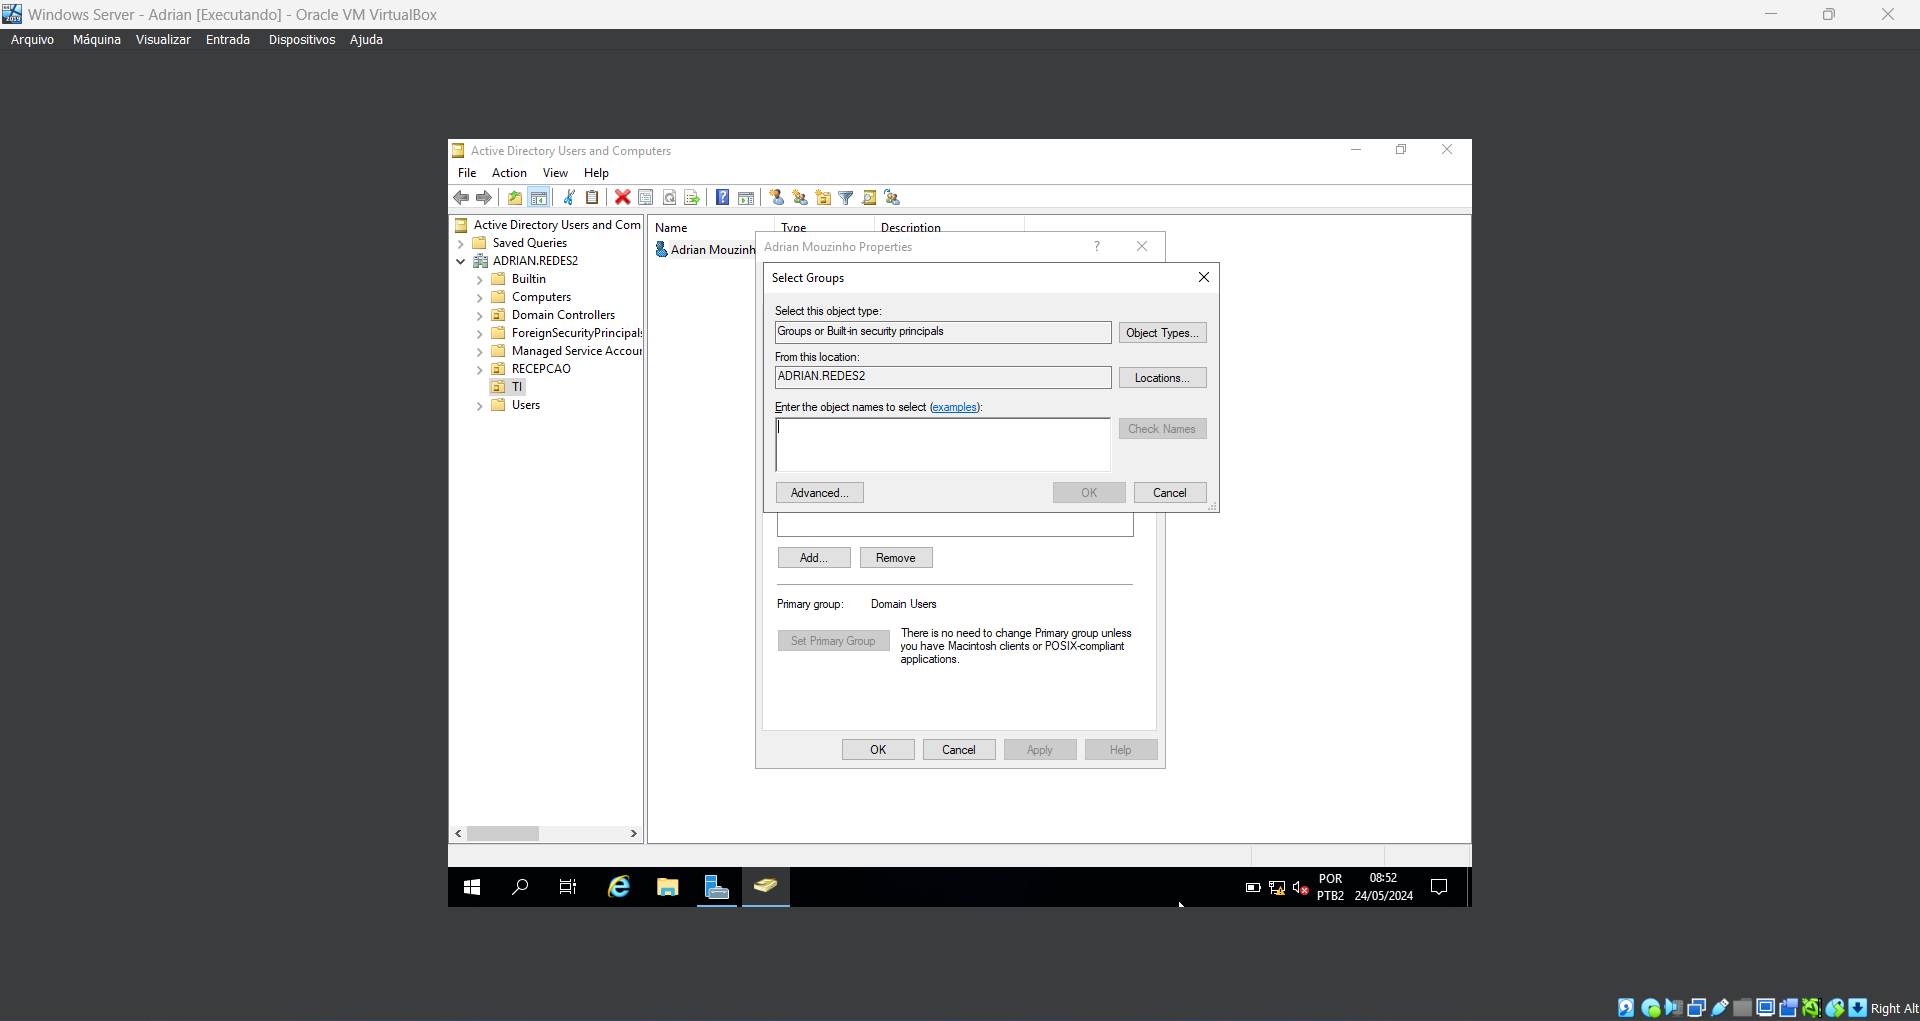 Windows Server - Adrian [Executando] - Oracle VM VirtualBox
Arquivo Máquina Visualizar Entrada Dispositivos Ajuda
Active Directory Users and Computers
File Action View Help
Active Directory Users and Com
Saved Queries
ADRIAN.REDES2
Builtin
Computers
Domain Controllers
ForeignSecurityPrincipals
Managed Service Accour
RECEPCAO
TI
Users
Name Type Description
Adrian Mouzinh
Adrian Mouzinho Properties ?
Select Groups
Select this object type:
Groups or Built-in security principals
Object Types...
From this location:
ADRIAN.REDES2
Locations...
Enter the object names to select (examples):
Check Names
Advanced...
OK
Cancel
Add...
Remove
Primary group: Domain Users
Set Primary Group
There is no need to change Primary group unless
you have Macintosh clients or POSIX-compliant
applications.
OK
Cancel
Apply
Help
POR
PTB2
08:52
24/05/2024
Right Alt